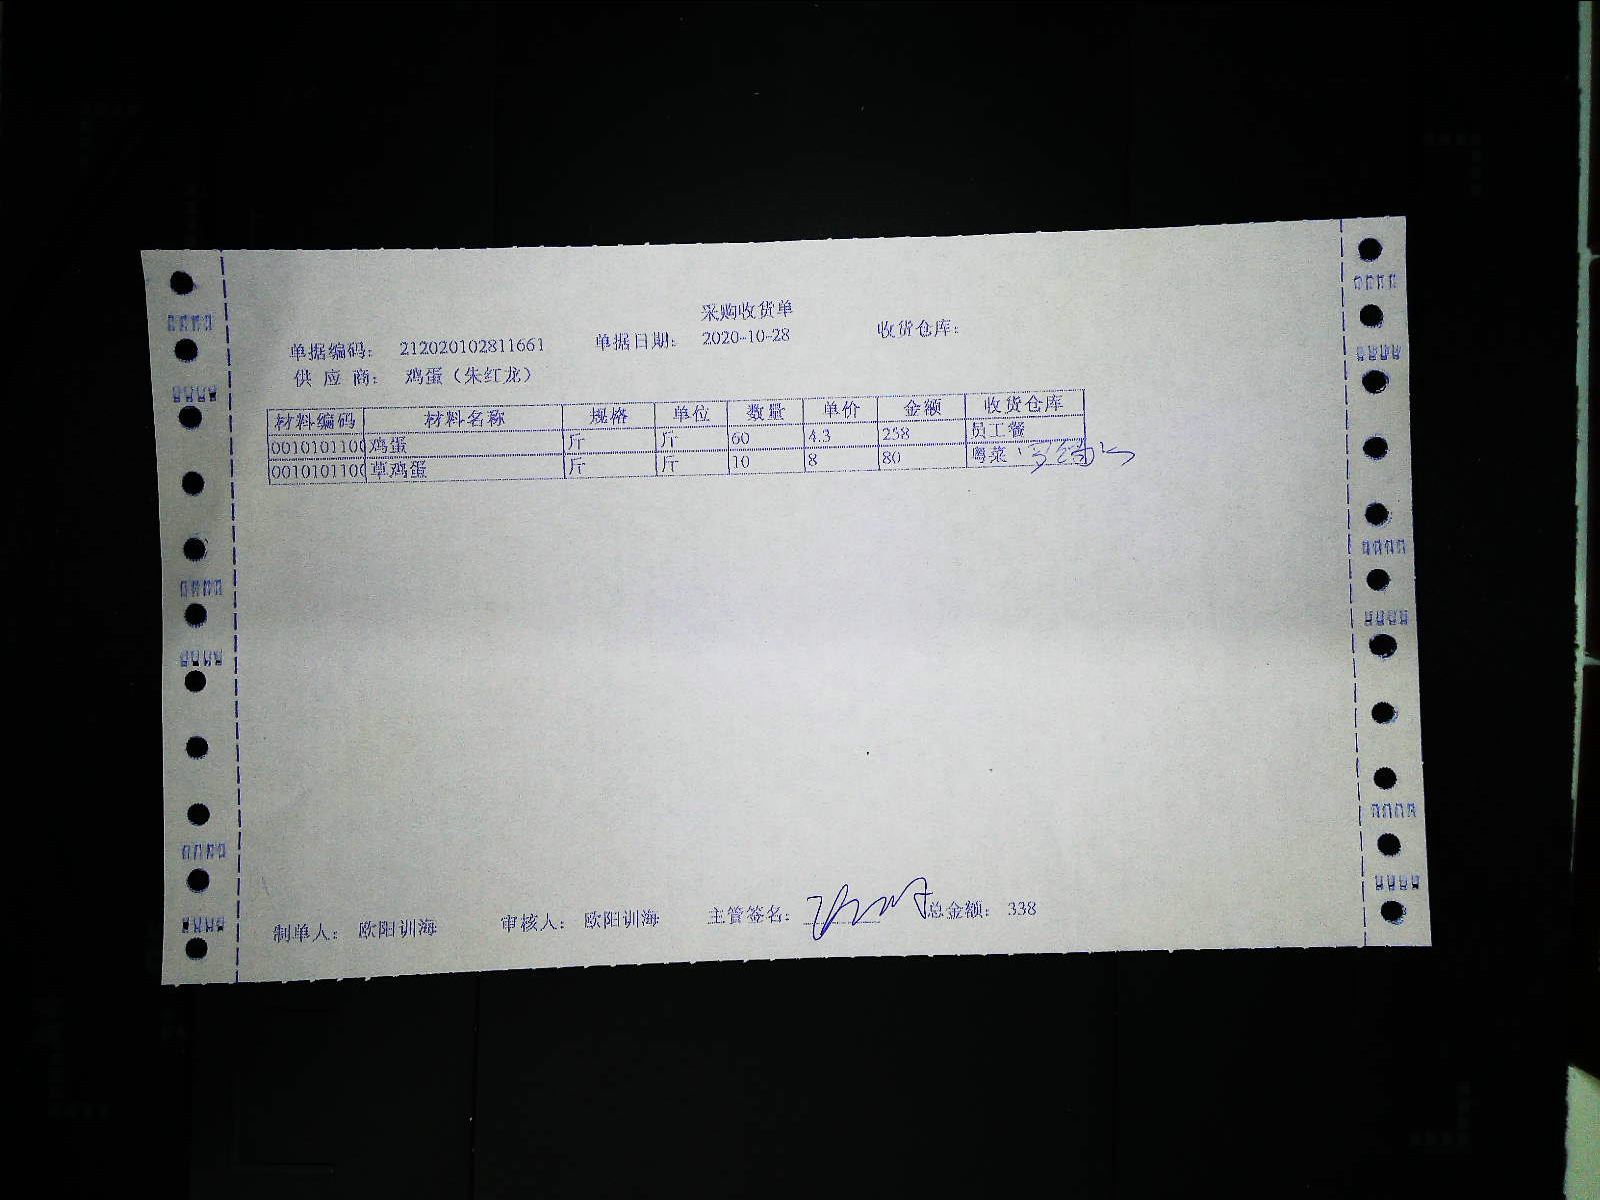 采购收货单
单据编码： 212020102811661 单据日期： 2020-10-28 收货仓库：
供 应 商： 鸡蛋（朱红龙）
材料编码 材料名称 规格 单位 数量 单价 金额 收货仓库
0010101100 鸡蛋 斤 斤 60 4.3 258 员工餐
0010101100 草鸡蛋 斤 斤 10 8 80 粤菜
制单人： 欧阳训海 审核人： 欧阳训海 主管签名： 总金额： 338